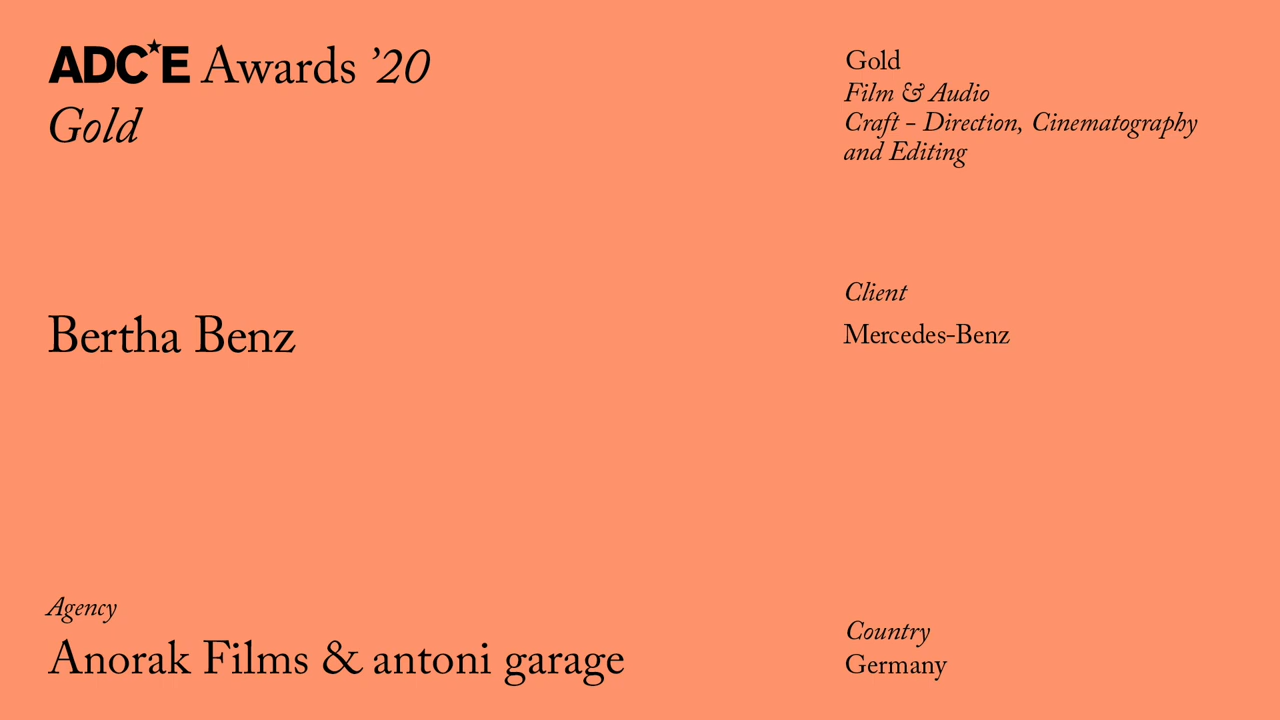 ADC★E Awards ’20
Gold
Gold
Film & Audio
Craft – Direction, Cinematography
and Editing
Bertha Benz
Client
Mercedes-Benz
Agency
Anorak Films & antoni garage
Country
Germany